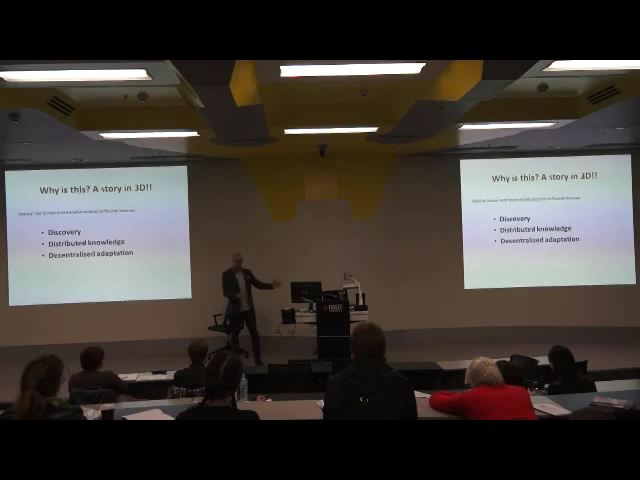 Why is this? A story in 3D!!
• Discovery
• Distributed knowledge
• Decentralised adaptation
Why is this? A story in 3D!!
• Discovery
• Distributed knowledge
• Decentralised adaptation